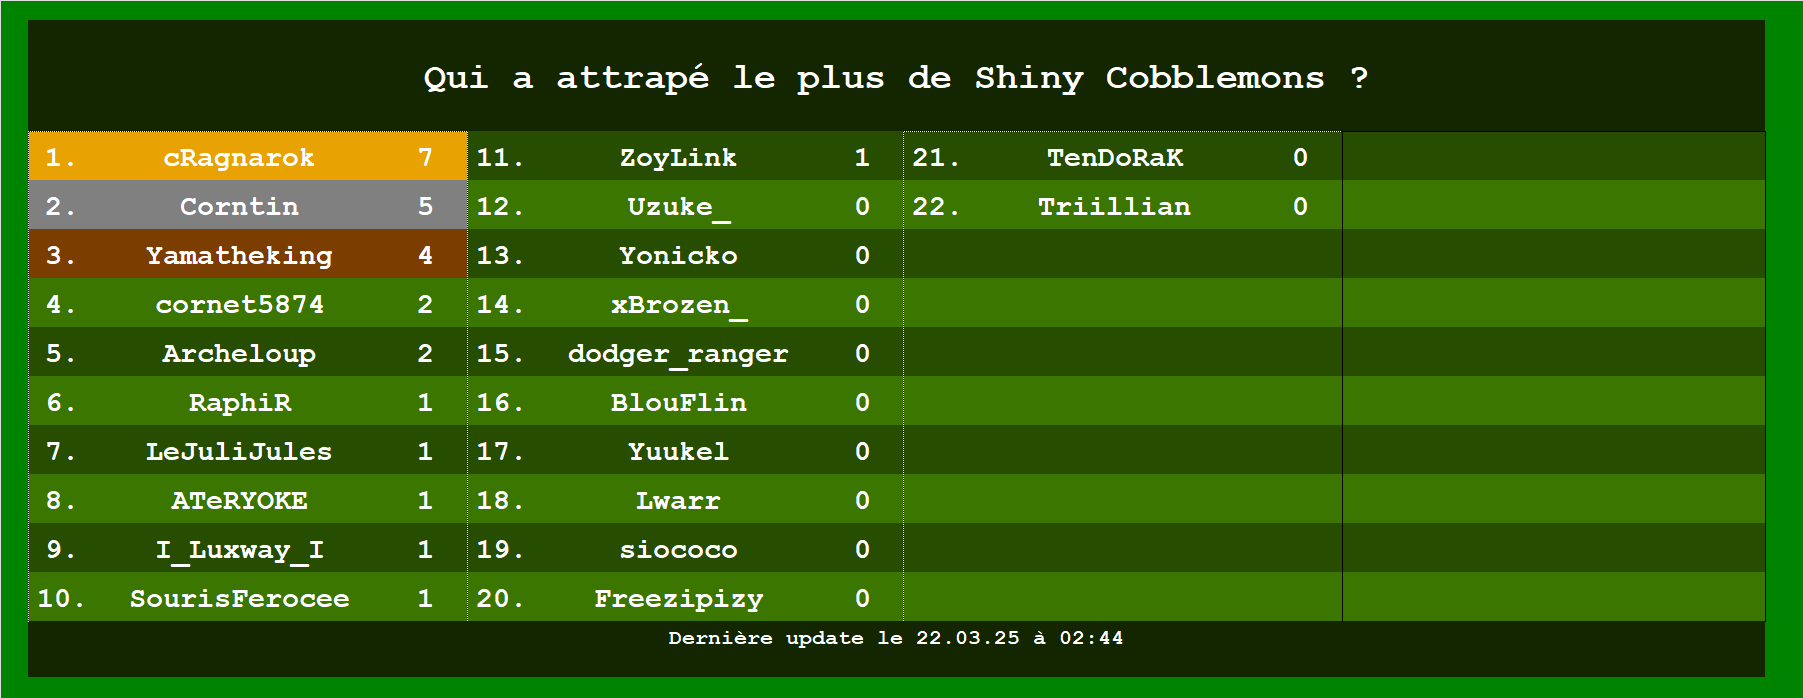 Qui a attrapé le plus de Shiny Cobblemons ?
1. cRagnarok 7
2. Corntin 5
3. Yamatheking 4
4. cornet5874 2
5. Archeloup 2
6. RaphiR 1
7. LeJuliJules 1
8. ATeRYOKE 1
9. I_Luxway_I 1
10. SourisFerocee 1
11. ZoyLink 1
12. Uzuke_ 0
13. Yonicko 0
14. xBrozen_ 0
15. dodger_ranger 0
16. BlouFlin 0
17. Yuukel 0
18. Lwarr 0
19. siococo 0
20. Freezipizy 0
21. TenDoRaK 0
22. Triillian 0
Dernière update le 22.03.25 à 02:44